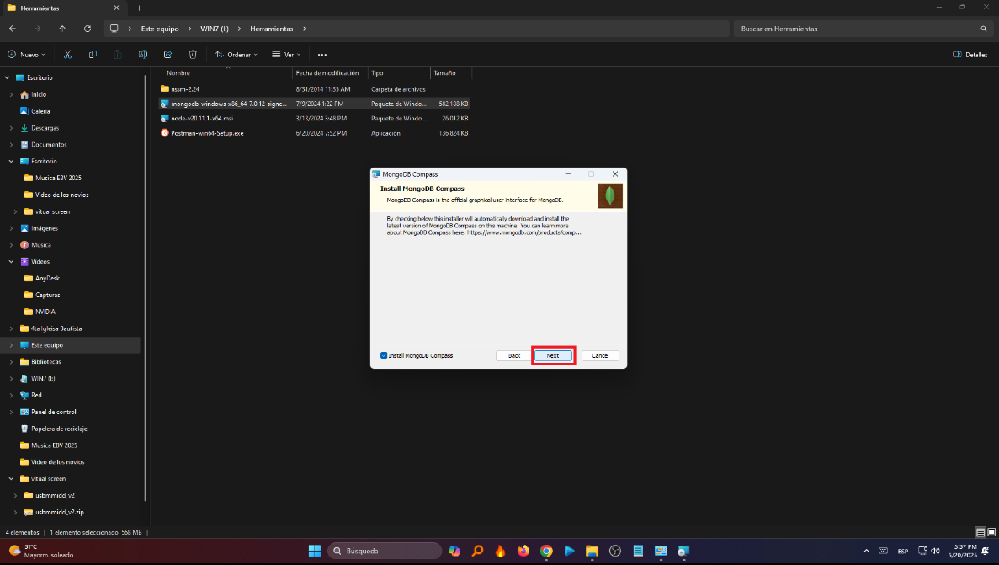 Herramientas
Este equipo
WIN7 (I:)
Herramientas
Buscar en Herramientas
Nuevo
Ordenar
Ver
Detalles
Nombre
Fecha de modificación
Tipo
Tamaño
nssm-2.24
8/31/2014 11:35 AM
Carpeta de archivos
mongodb-windows-x86_64-7.0.12-signe...
7/9/2024 1:22 PM
Paquete de Windo...
582,188 KB
node-v20.11.1-x64.msi
3/13/2024 3:48 PM
Paquete de Windo...
26,012 KB
Postman-win64-Setup.exe
6/20/2024 7:52 PM
Aplicación
136,824 KB
Escritorio
Inicio
Galería
Descargas
Documentos
Escritorio
Musica EBV 2025
Video de los novios
vitual screen
Imágenes
Música
Vídeos
AnyDesk
Capturas
NVIDIA
4ta Igleisa Bautista
Este equipo
Bibliotecas
WIN7 (I:)
Red
Panel de control
Papelera de reciclaje
Musica EBV 2025
Video de los novios
vitual screen
usbmmidd_v2
usbmmidd_v2.zip
MongoDB Compass
Install MongoDB Compass
MongoDB Compass is the official graphical user interface for MongoDB.
By checking below this installer will automatically download and install the
latest version of MongoDB Compass on this machine. You can learn more
about MongoDB Compass here: https://www.mongodb.com/products/comp...
Install MongoDB Compass
Back
Next
Cancel
4 elementos
1 elemento seleccionado 568 MB
31°C
Mayorm. soleado
Búsqueda
ESP
5:37 PM
6/20/2025